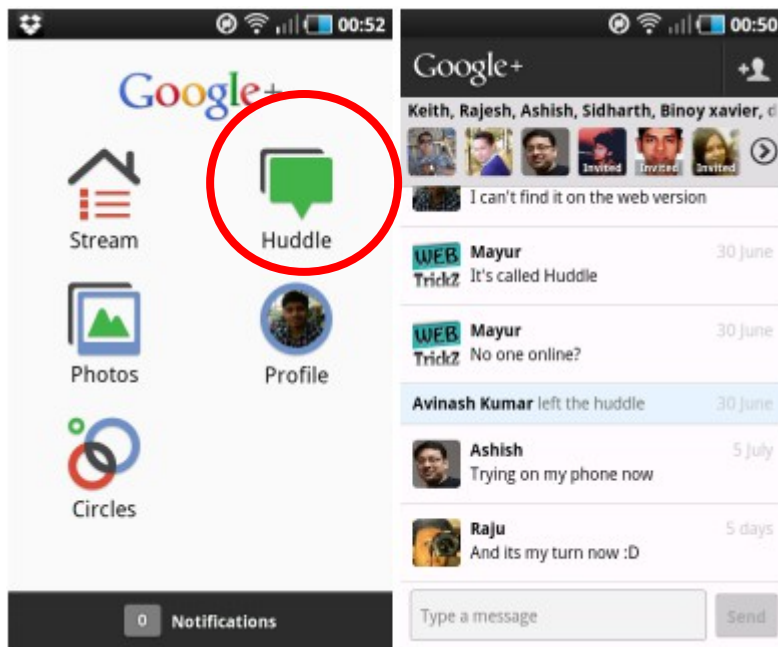 00:52
Google+
Stream
Huddle
Photos
Profile
Circles
0 Notifications
00:50
Google+
Keith, Rajesh, Ashish, Sidharth, Binoy xavier, d
Invited
Invited
Invited
I can't find it on the web version
WEB TrickZ
Mayur
30 June
It's called Huddle
WEB TrickZ
Mayur
30 June
No one online?
Avinash Kumar left the huddle
30 June
Ashish
5 July
Trying on my phone now
Raju
5 days
And its my turn now :D
Type a message
Send